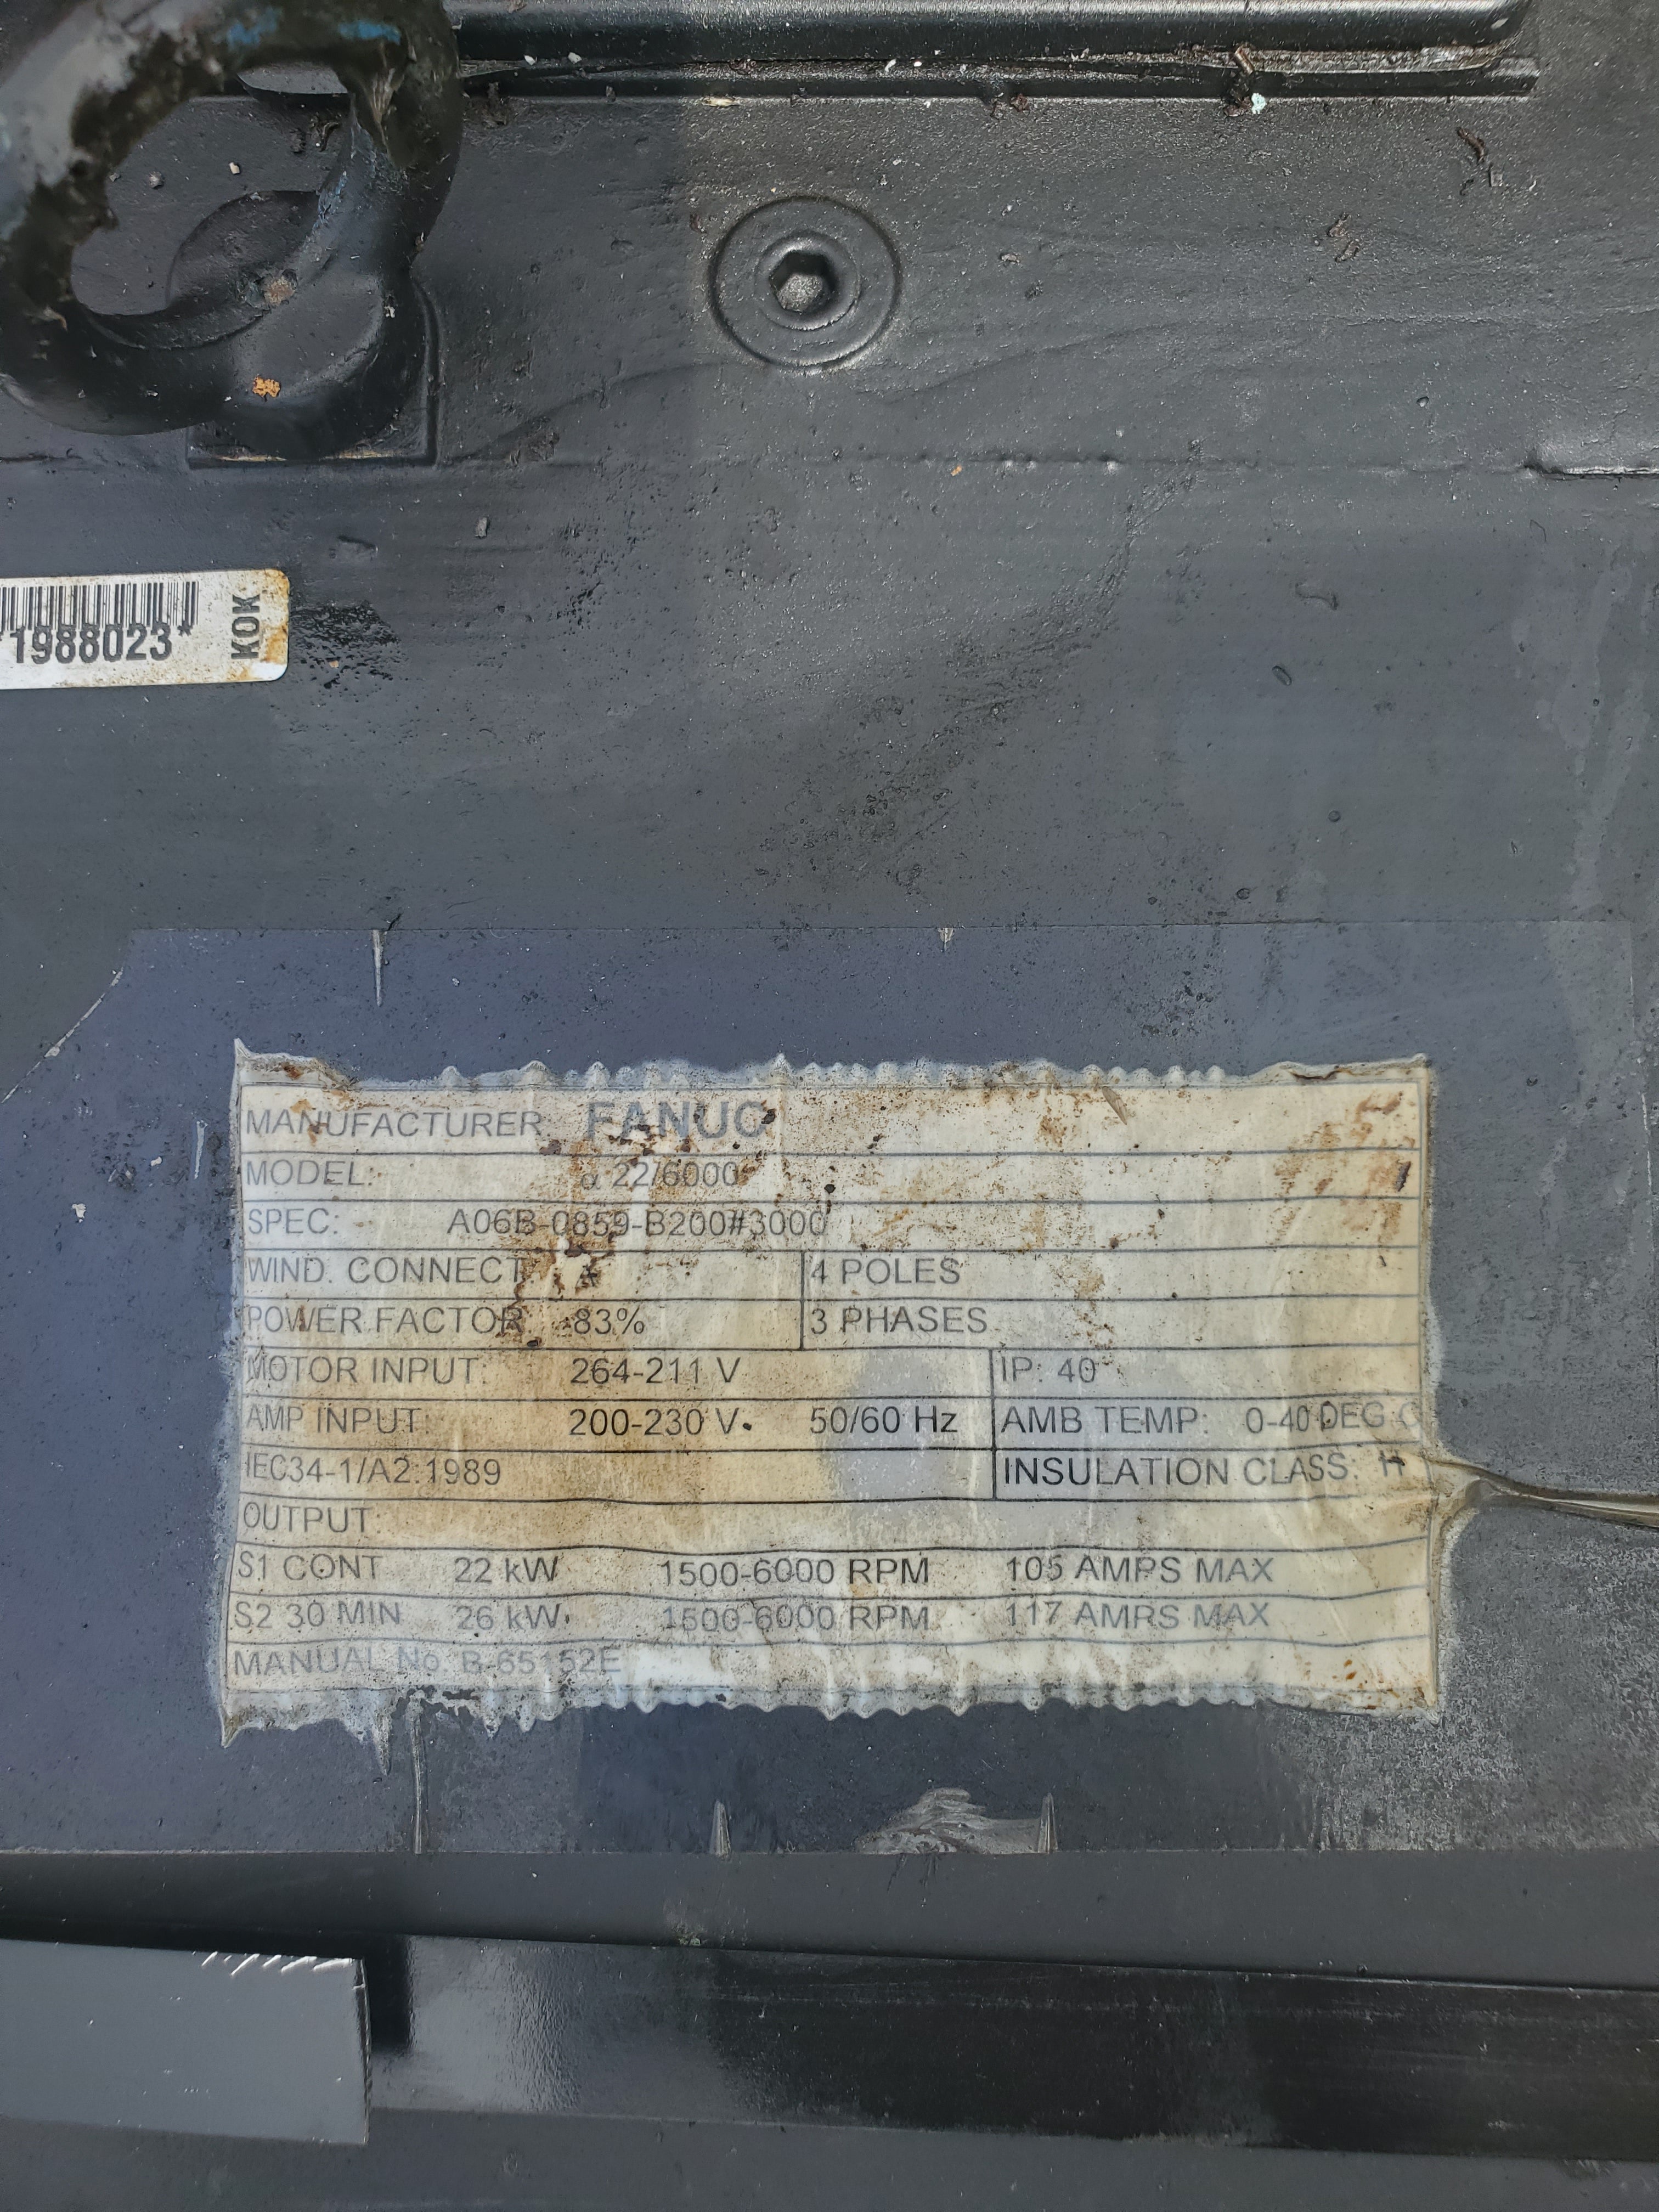 1988023*
KOK
MANUFACTURER FANUC
MODEL: α 22/6000
SPEC: A06B-0859-B200#3000
WIND. CONNECT: 4 POLES
POWER FACTOR: 83% 3 PHASES
MOTOR INPUT: 264-211 V IP: 40
AMP INPUT: 200-230 V 50/60 Hz AMB TEMP: 0-40 DEG C
IEC34-1/A2:1989 INSULATION CLASS: H
OUTPUT:
S1 CONT 22 kW 1500-6000 RPM 105 AMPS MAX
S2 30 MIN 26 kW 1500-6000 RPM 117 AMPS MAX
MANUAL No B-65152E